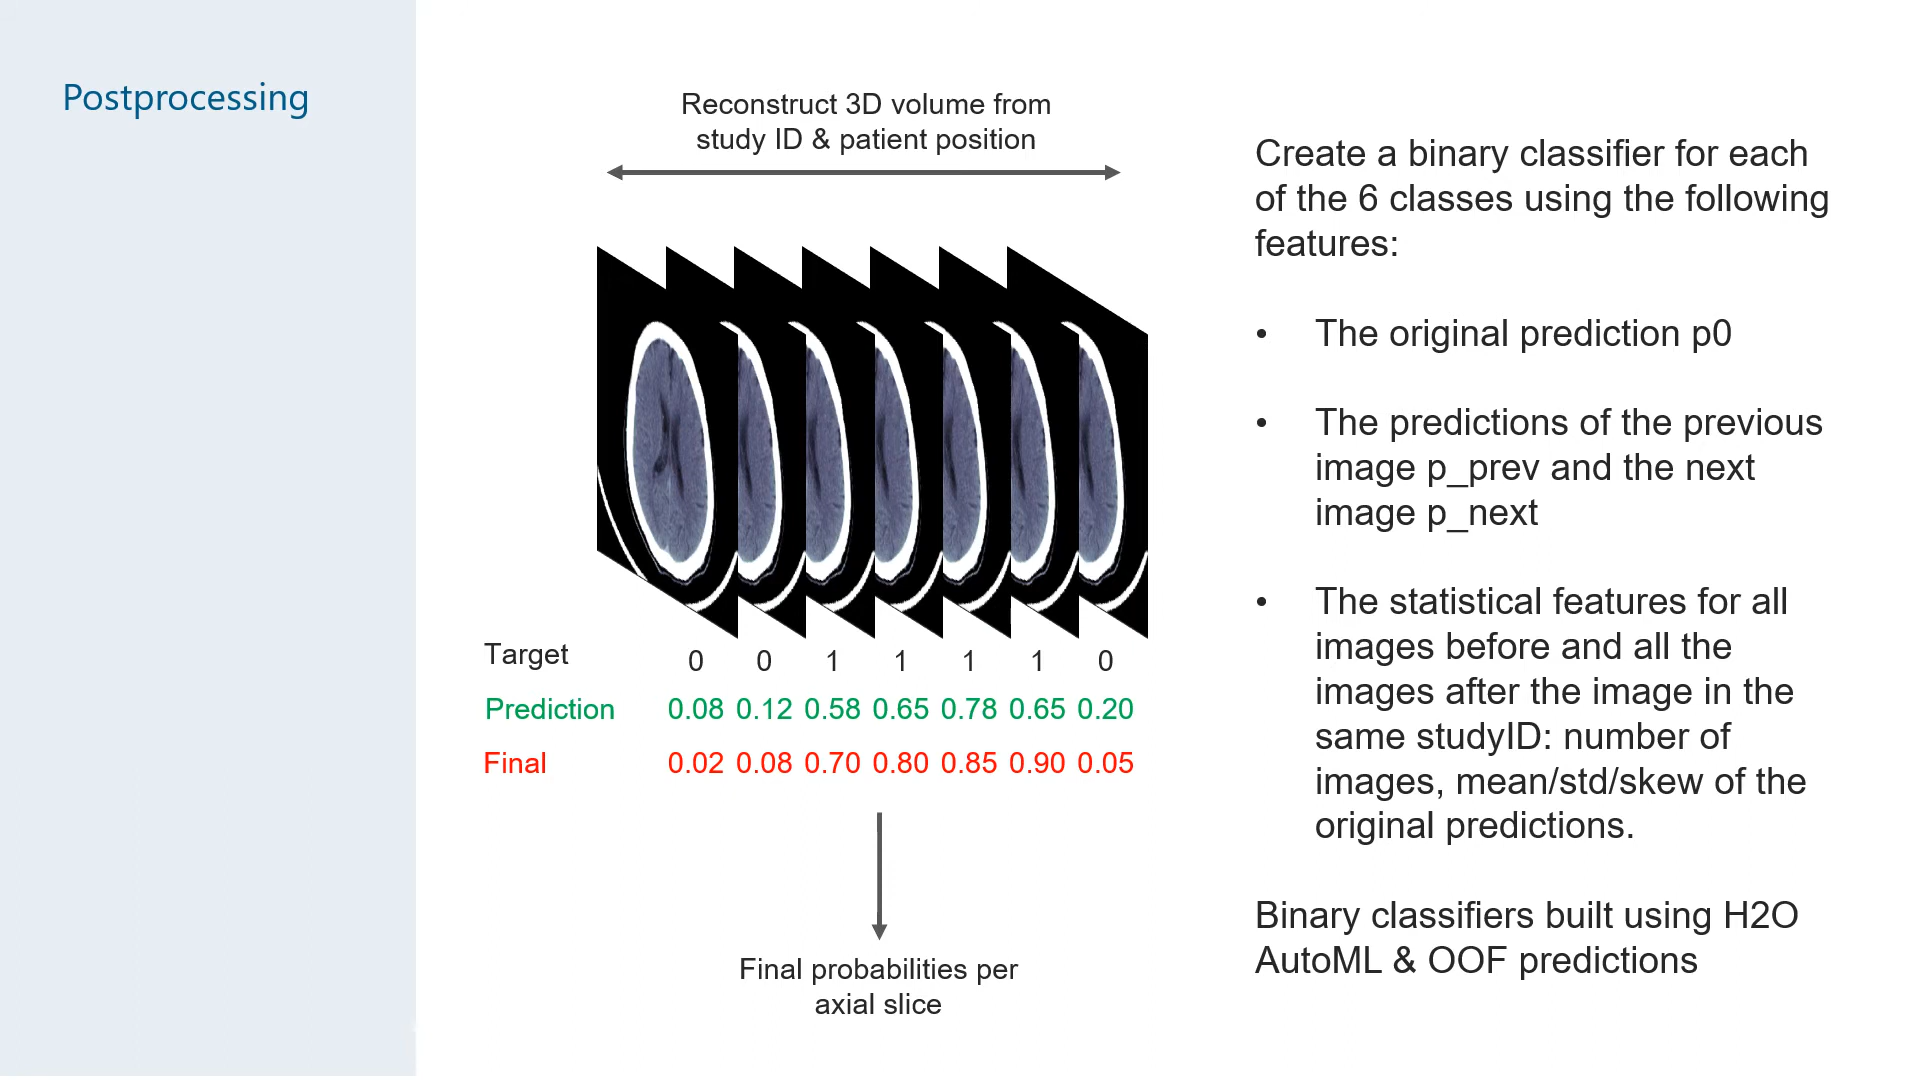 Postprocessing
Reconstruct 3D volume from
study ID & patient position
Target 0 0 1 1 1 1 0
Prediction 0.08 0.12 0.58 0.65 0.78 0.65 0.20
Final 0.02 0.08 0.70 0.80 0.85 0.90 0.05
Final probabilities per
axial slice
Create a binary classifier for each
of the 6 classes using the following
features:
• The original prediction p0
• The predictions of the previous
image p_prev and the next
image p_next
• The statistical features for all
images before and all the
images after the image in the
same studyID: number of
images, mean/std/skew of the
original predictions.
Binary classifiers built using H2O
AutoML & OOF predictions